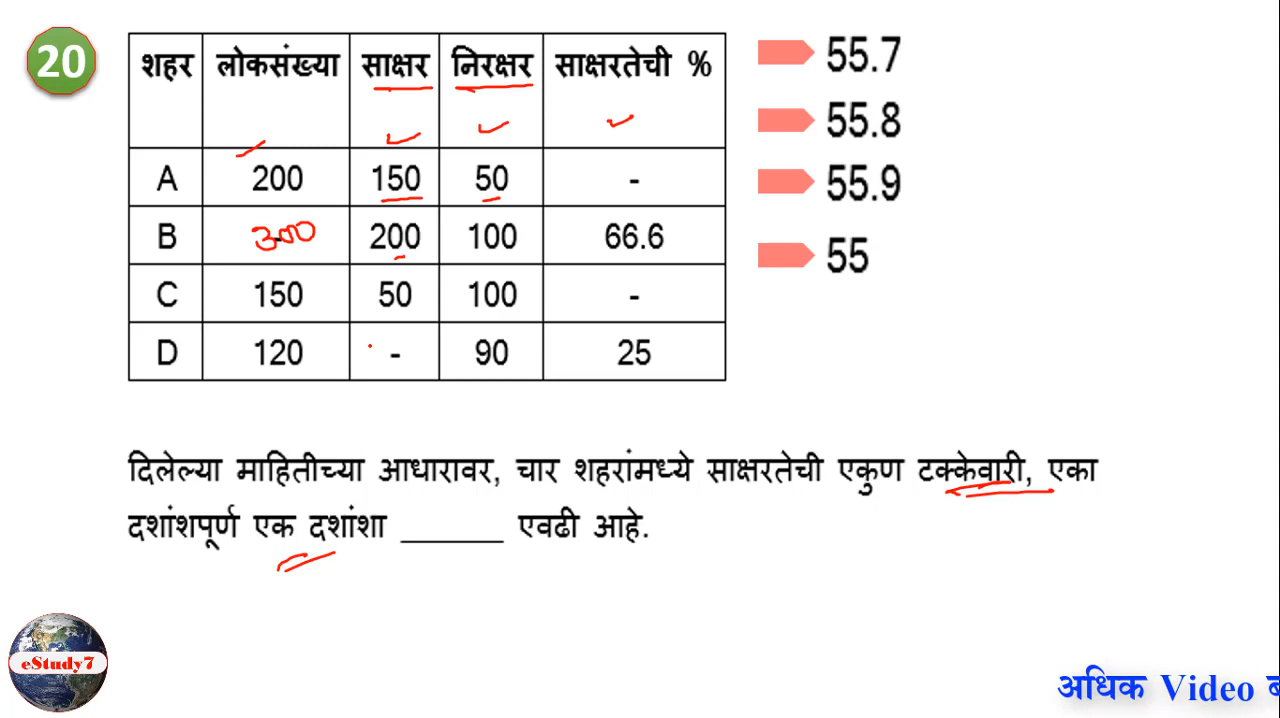 20
शहर लोकसंख्या साक्षर निरक्षर साक्षरतेची %
A 200 150 50 -
B 300 200 100 66.6
C 150 50 100 -
D 120 - 90 25
55.7
55.8
55.9
55
दिलेल्या माहितीच्या आधारावर, चार शहरांमध्ये साक्षरतेची एकुण टक्केवारी, एका
दशांशपूर्ण एक दशांशा ______ एवढी आहे.
eStudy7
अधिक Video